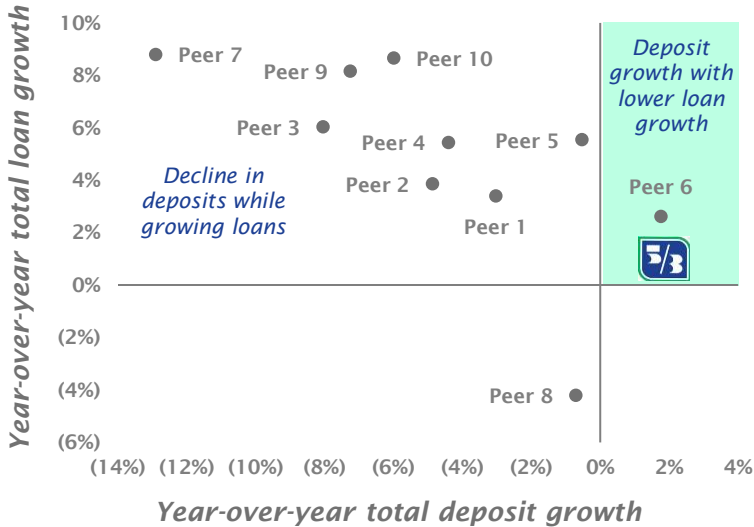 10%
Peer 7
Peer 10
Deposit
growth with
lower loan
growth
8%
Peer 9
6%
Peer 3
Peer 4
Peer 5
4%
Decline in
deposits while
growing loans
Peer 2
Peer 1
Peer 6
2%
5/3
0%
(2%)
(4%)
Peer 8
(6%)
(14%) (12%) (10%) (8%) (6%) (4%) (2%) 0% 2% 4%
Year-over-year total loan growth
Year-over-year total deposit growth